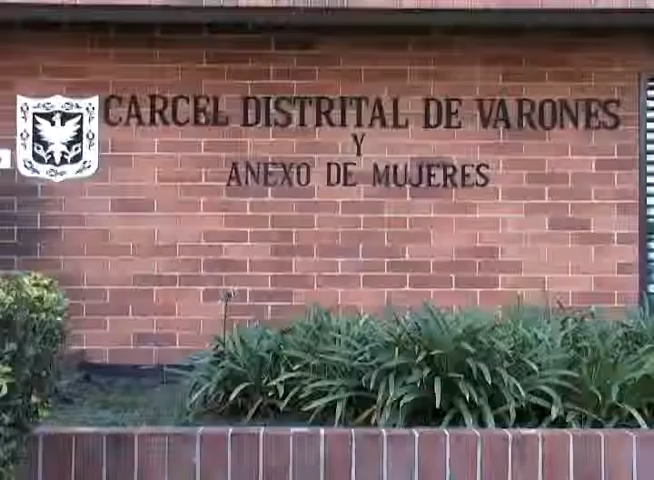 CARCEL DISTRITAL DE VARONES
Y
ANEXO DE MUJERES